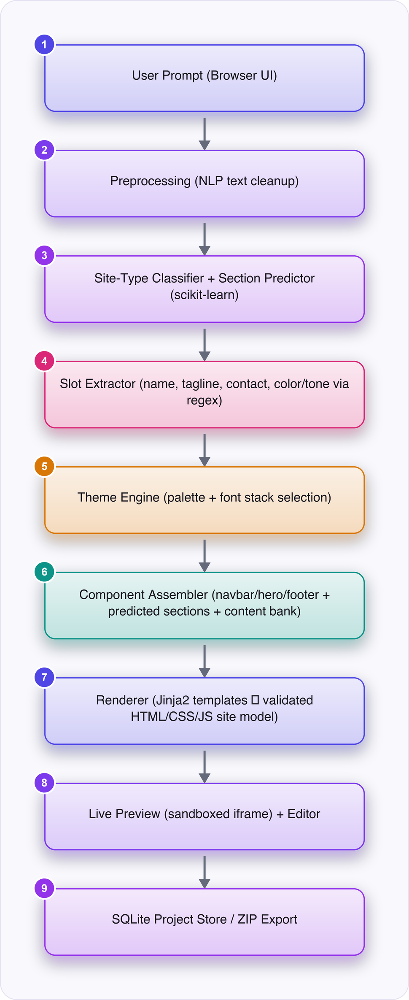 1
User Prompt (Browser UI)
2
Preprocessing (NLP text cleanup)
3
Site-Type Classifier + Section Predictor
(scikit-learn)
4
Slot Extractor (name, tagline, contact, color/tone via
regex)
5
Theme Engine (palette + font stack selection)
6
Component Assembler (navbar/hero/footer +
predicted sections + content bank)
7
Renderer (Jinja2 templates □ validated
HTML/CSS/JS site model)
8
Live Preview (sandboxed iframe) + Editor
9
SQLite Project Store / ZIP Export